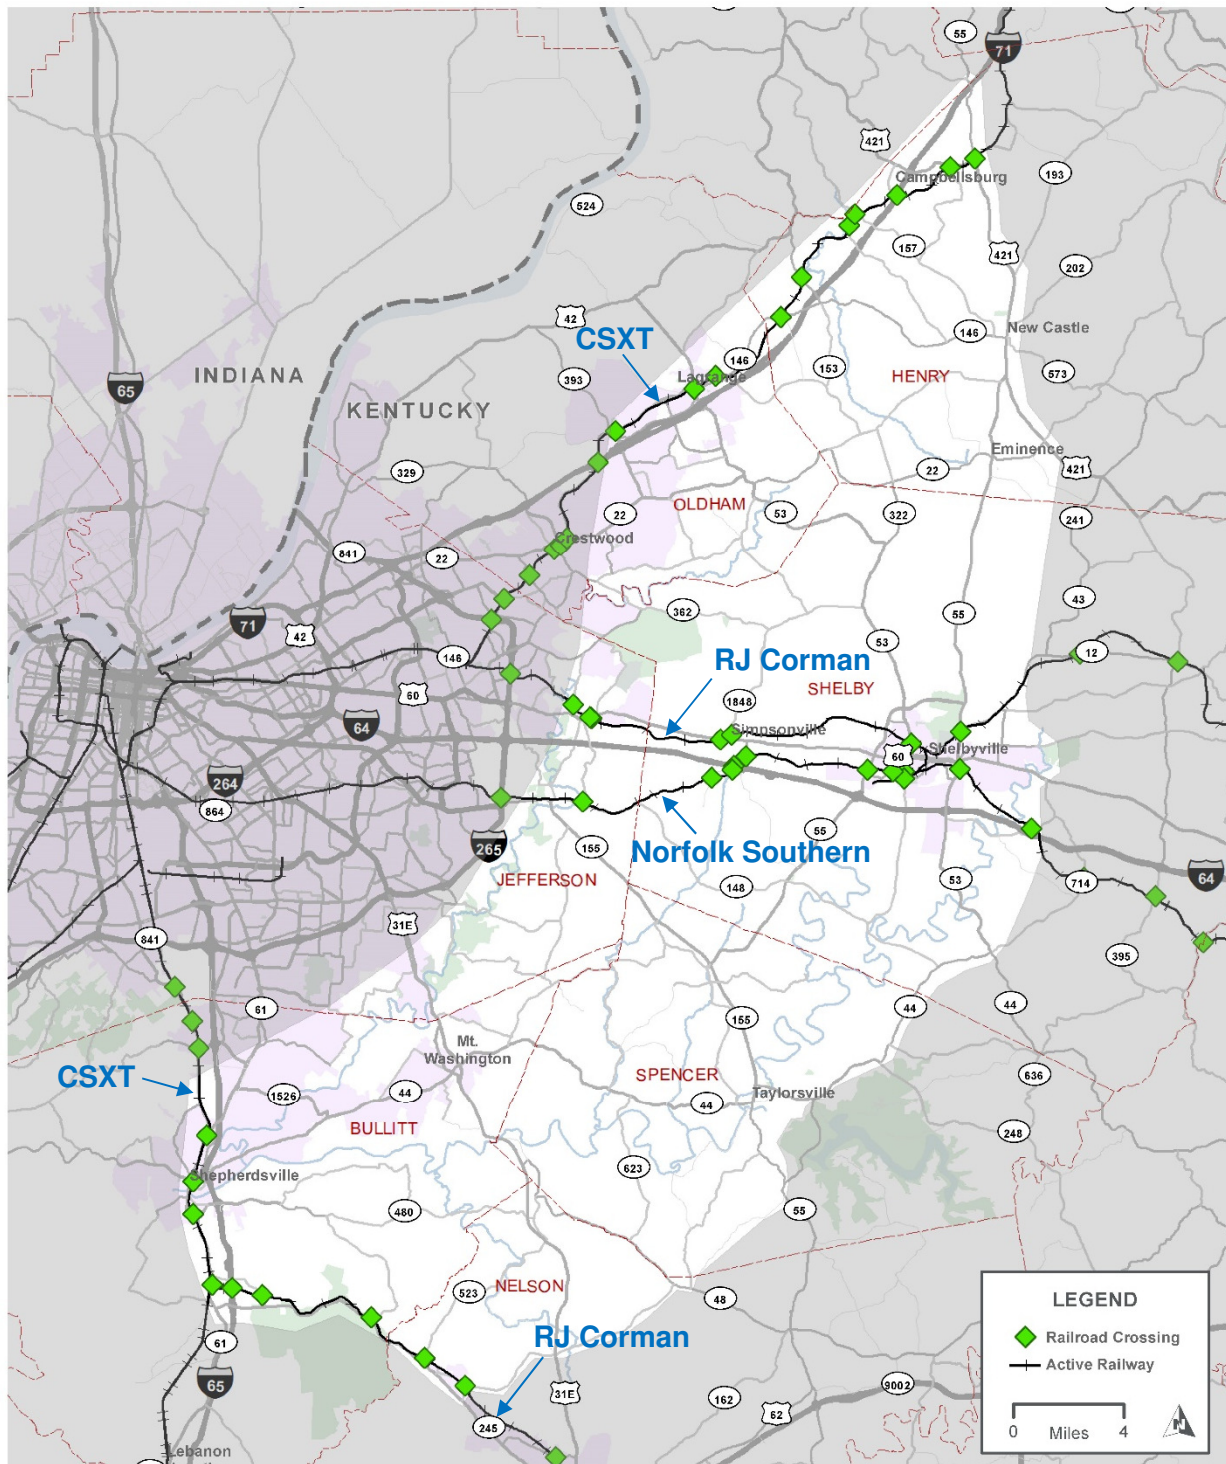 55
71
421
Campbellsburg
193
524
157
421
202
42
CSXT
146
New Castle
146
INDIANA
65
393
Lagrange
153
HENRY
573
KENTUCKY
Eminence
329
22
421
OLDHAM
22
53
322
241
841
Crestwood
22
43
71
42
362
55
53
146
RJ Corman
12
SHELBY
60
1848
64
Simpsonville
Shelbyville
60
264
864
55
265
155
Norfolk Southern
JEFFERSON
148
53
714
64
31E
841
395
61
44
44
155
Mt.
Washington
CSXT
SPENCER
636
1526
44
Taylorsville
44
BULLITT
248
623
Shepherdsville
480
55
NELSON
523
48
LEGEND
Railroad Crossing
Active Railway
0 Miles 4
N
61
RJ Corman
65
31E
9002
162
62
245
Lebanon